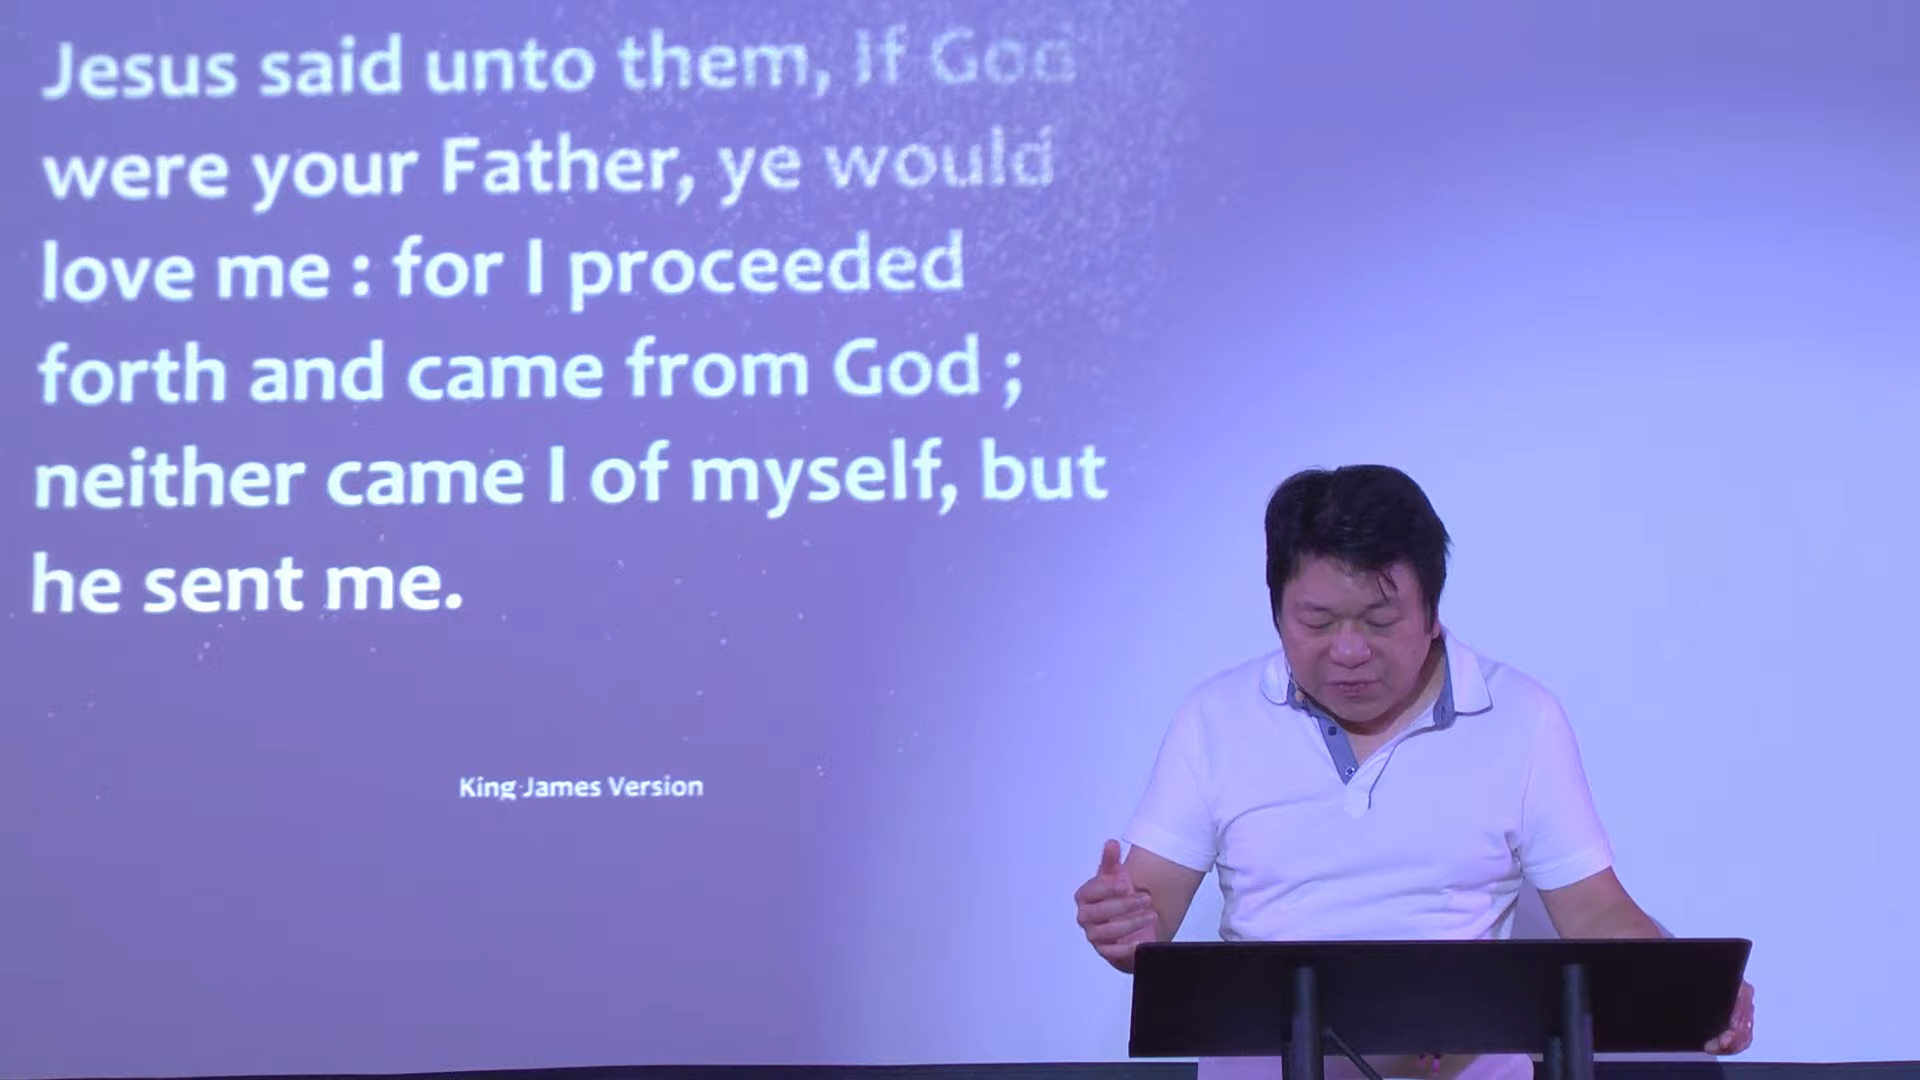 Jesus said unto them, If God
were your Father, ye would
love me : for I proceeded
forth and came from God ;
neither came I of myself, but
he sent me.
King James Version